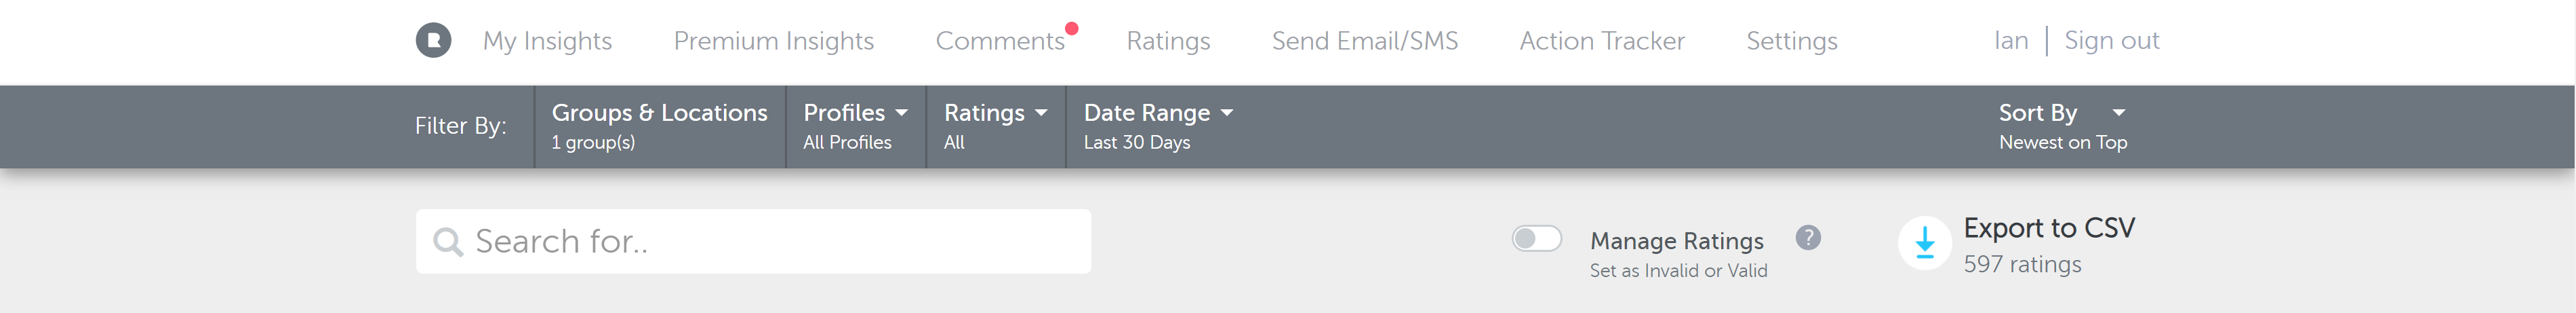 R My Insights Premium Insights Comments Ratings Send Email/SMS Action Tracker Settings Ian | Sign out
Filter By:
Groups & Locations
1 group(s)
Profiles
All Profiles
Ratings
All
Date Range
Last 30 Days
Sort By
Newest on Top
Search for..
Manage Ratings ?
Set as Invalid or Valid
Export to CSV
597 ratings